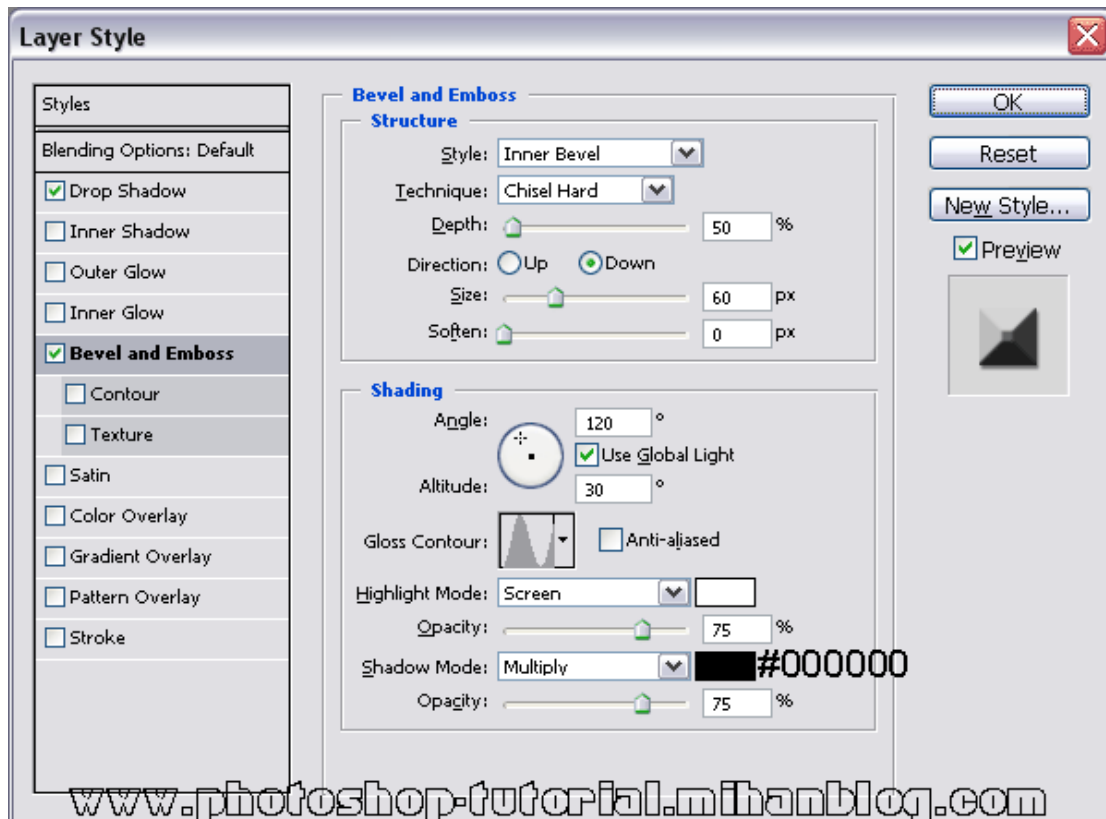 Layer Style
Styles
Blending Options: Default
Drop Shadow
Inner Shadow
Outer Glow
Inner Glow
Bevel and Emboss
Contour
Texture
Satin
Color Overlay
Gradient Overlay
Pattern Overlay
Stroke
Bevel and Emboss
Structure
Style: Inner Bevel
Technique: Chisel Hard
Depth: 50 %
Direction: Up Down
Size: 60 px
Soften: 0 px
Shading
Angle: 120 °
Use Global Light
Altitude: 30 °
Gloss Contour: Anti-aliased
Highlight Mode: Screen
Opacity: 75 %
Shadow Mode: Multiply #000000
Opacity: 75 %
OK
Reset
New Style...
Preview
www.photoshop-tutorial.mihanblog.com